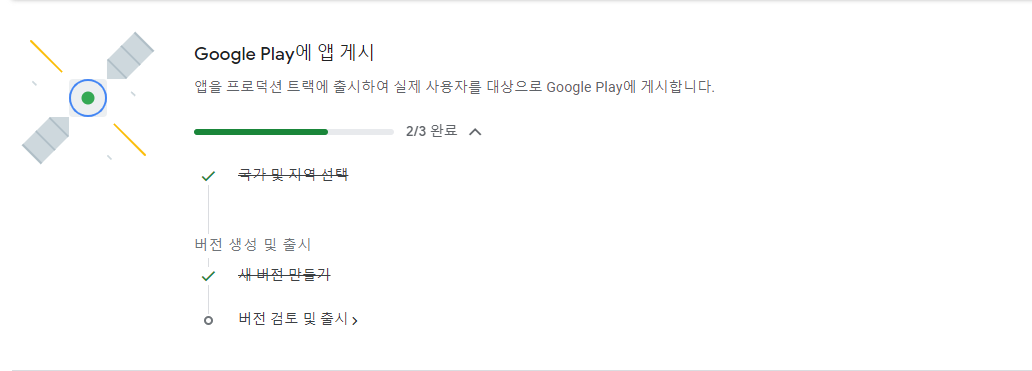 Google Play에 앱 게시
앱을 프로덕션 트랙에 출시하여 실제 사용자를 대상으로 Google Play에 게시합니다.
2/3 완료
국가 및 지역 선택
버전 생성 및 출시
새 버전 만들기
버전 검토 및 출시